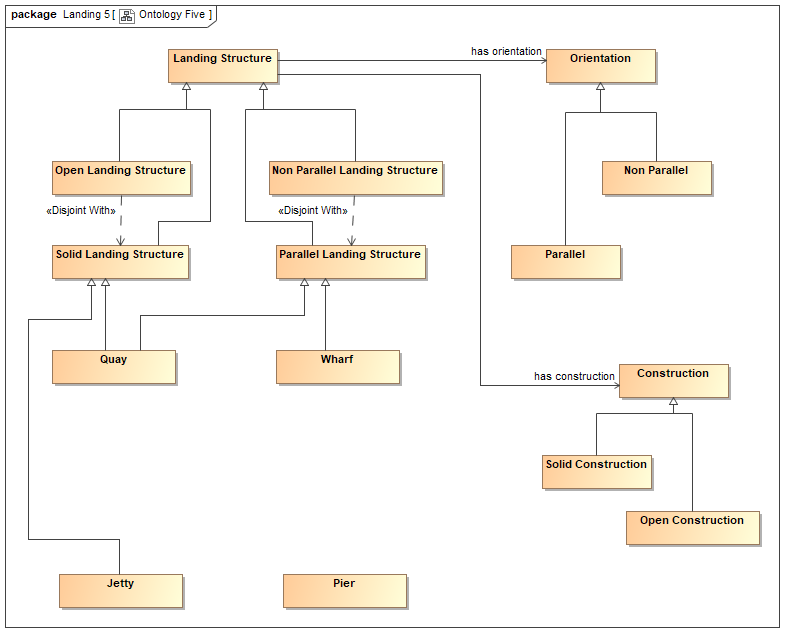 package Landing 5 [ Ontology Five ]
Landing Structure
has orientation
Orientation
Open Landing Structure
Non Parallel Landing Structure
Non Parallel
«Disjoint With»
«Disjoint With»
Solid Landing Structure
Parallel Landing Structure
Parallel
Quay
Wharf
has construction
Construction
Solid Construction
Open Construction
Jetty
Pier